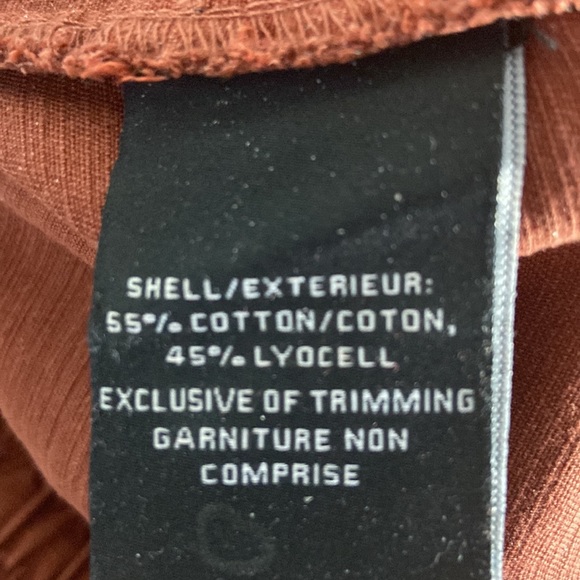 SHELL/EXTERIEUR:
55% COTTON/COTON,
45% LYOCELL
EXCLUSIVE OF TRIMMING
GARNITURE NON
COMPRISE